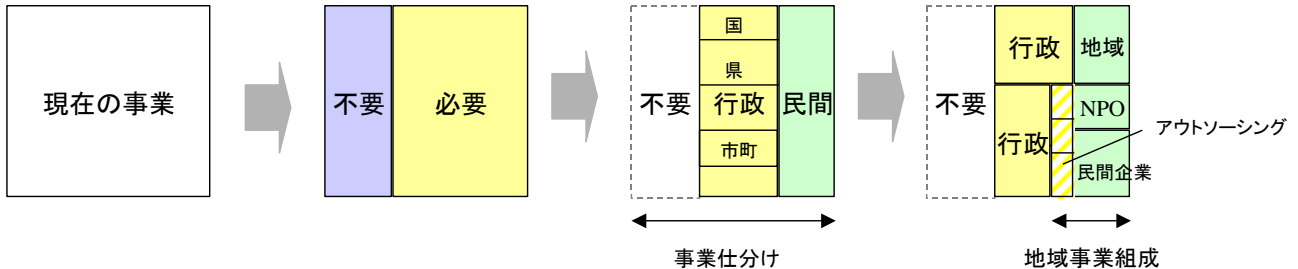 現在の事業
不要
必要
不要
国
県
行政
市町
民間
事業仕分け
不要
行政
地域
行政
NPO
民間企業
アウトソーシング
地域事業組成